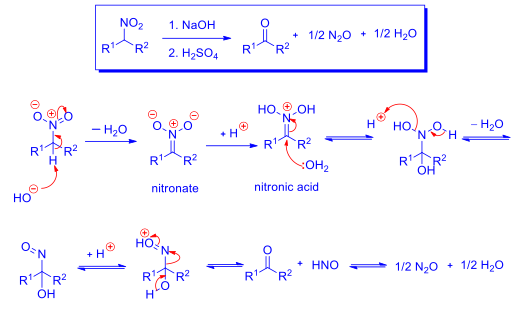 NO₂ 1. NaOH O + 1/2 N₂O + 1/2 H₂O
R¹ R² 2. H₂SO₄ R¹ R²
⊖ ⊖ ⊖ ⊕
O N⊕ O O N⊕ O HO N OH H⊕ HO N O H
R¹ H R² − H₂O R¹ R² + H⊕ R¹ R² R¹ R² − H₂O
HO⊖ :OH₂ OH
nitronate nitronic acid
O N + H⊕ HO⊕ N O
R¹ R² R¹ R² R¹ R² + HNO 1/2 N₂O + 1/2 H₂O
OH H O